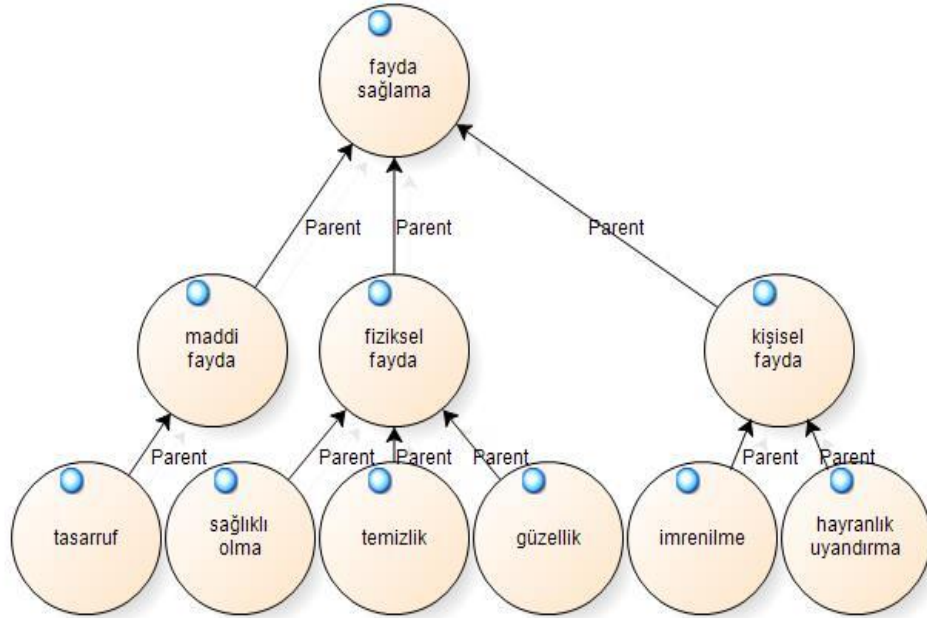 fayda
sağlama
Parent
Parent
Parent
maddi
fayda
fiziksel
fayda
kişisel
fayda
Parent
Parent
Parent
Parent
Parent
Parent
tasarruf
sağlıklı
olma
temizlik
güzellik
imrenilme
hayranlık
uyandırma